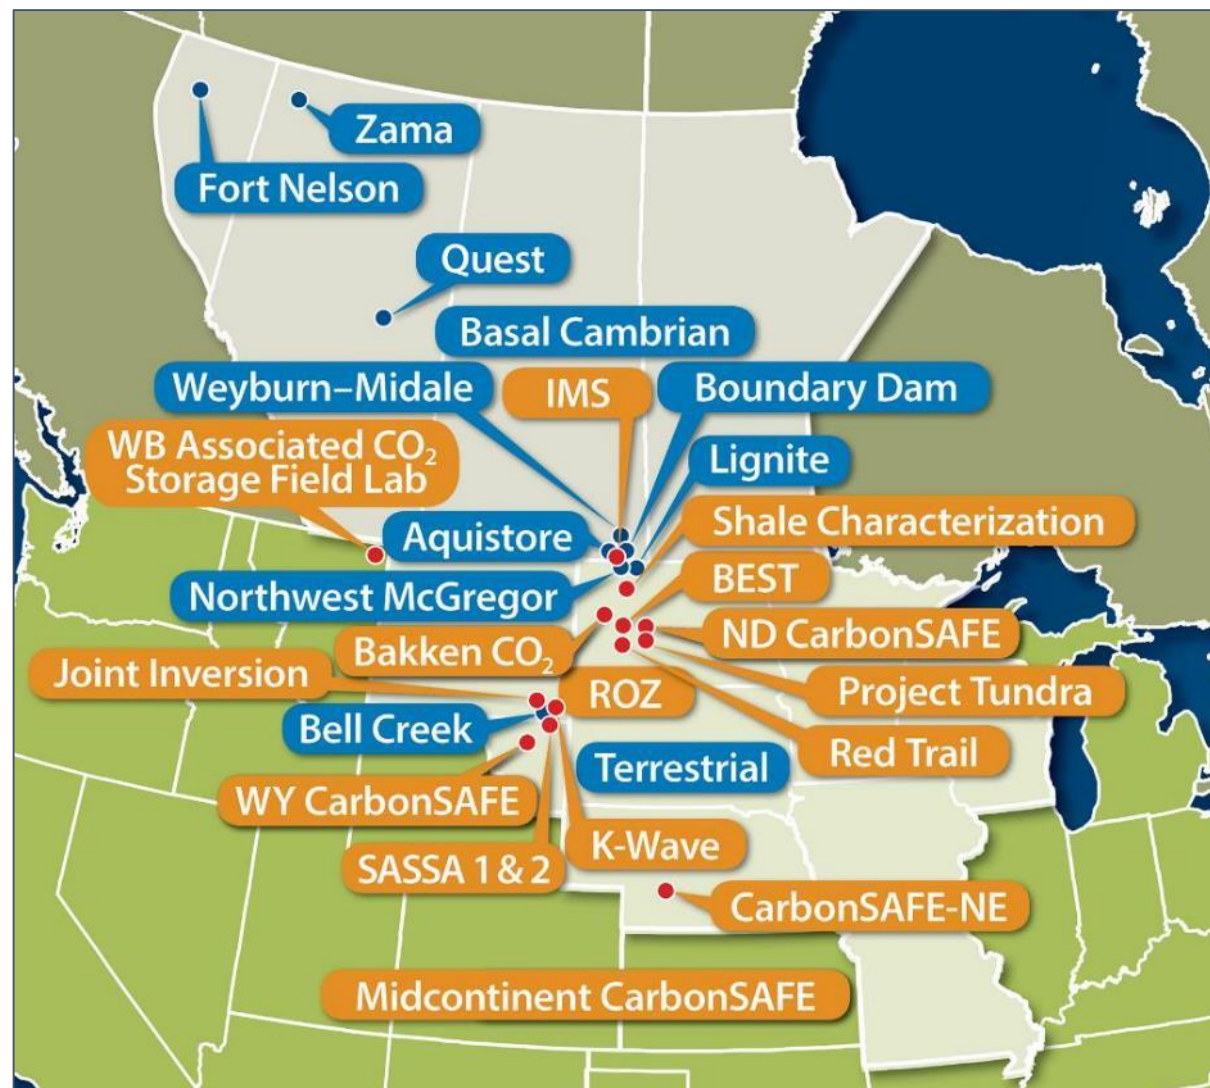 Zama
Fort Nelson
Quest
Basal Cambrian
Weyburn–Midale
IMS
Boundary Dam
WB Associated CO₂
Storage Field Lab
Lignite
Shale Characterization
Aquistore
BEST
Northwest McGregor
ND CarbonSAFE
Bakken CO₂
Joint Inversion
ROZ
Project Tundra
Bell Creek
Red Trail
Terrestrial
WY CarbonSAFE
K-Wave
SASSA 1 & 2
CarbonSAFE-NE
Midcontinent CarbonSAFE